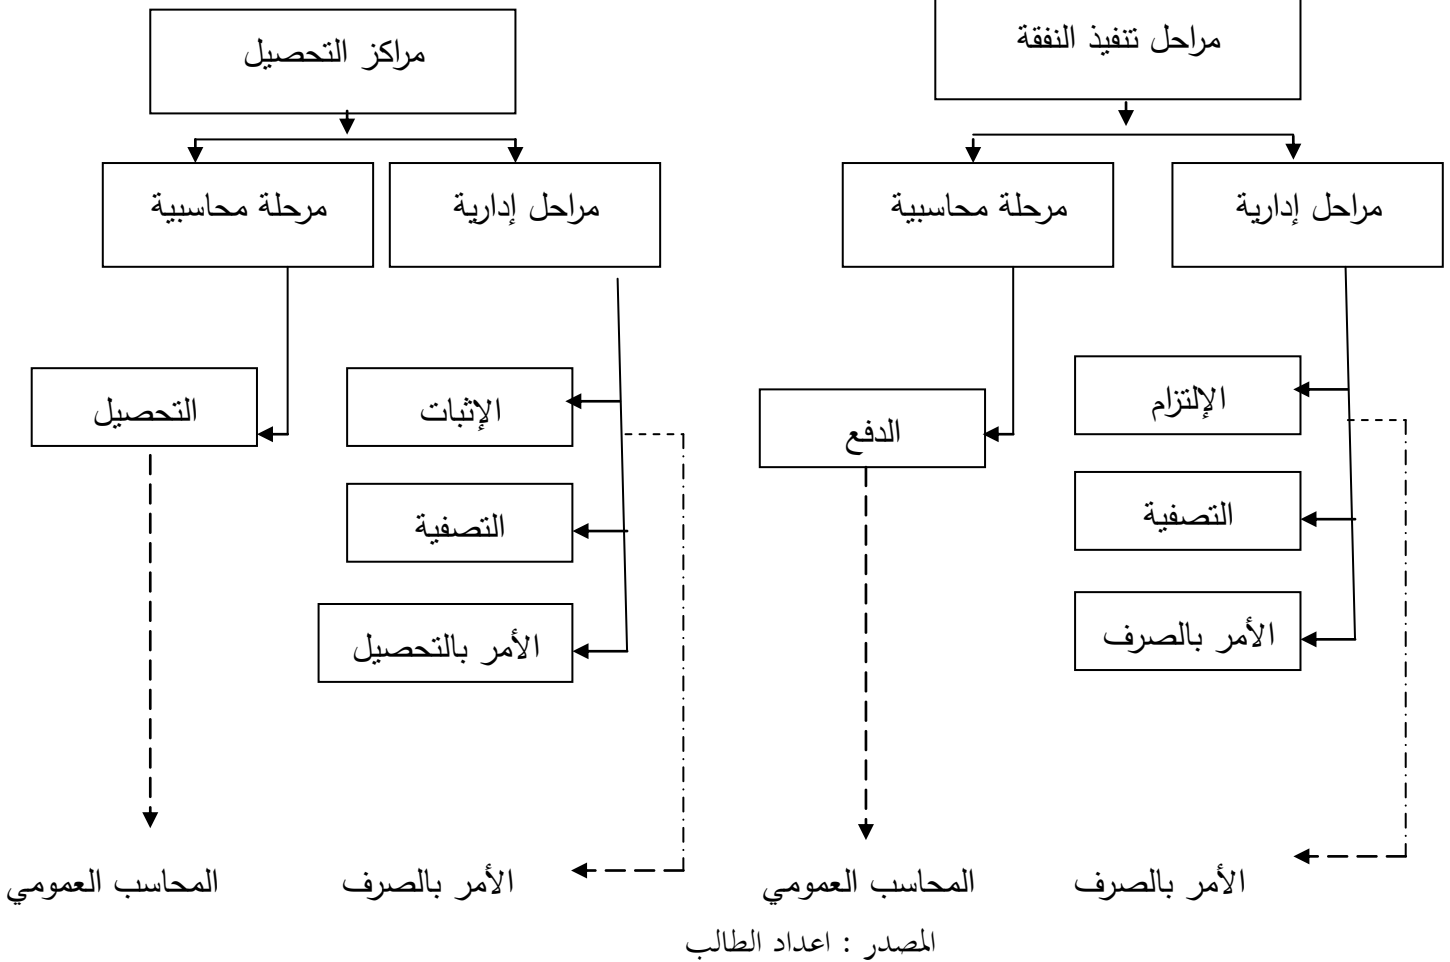 مراحل تنفيذ النفقة
مراحل إدارية
مرحلة محاسبية
الإلتزام
التصفية
الأمر بالصرف
الدفع
الأمر بالصرف
المحاسب العمومي
مراكز التحصيل
مراحل إدارية
مرحلة محاسبية
الإثبات
التصفية
الأمر بالتحصيل
التحصيل
الأمر بالصرف
المحاسب العمومي
المصدر : اعداد الطالب